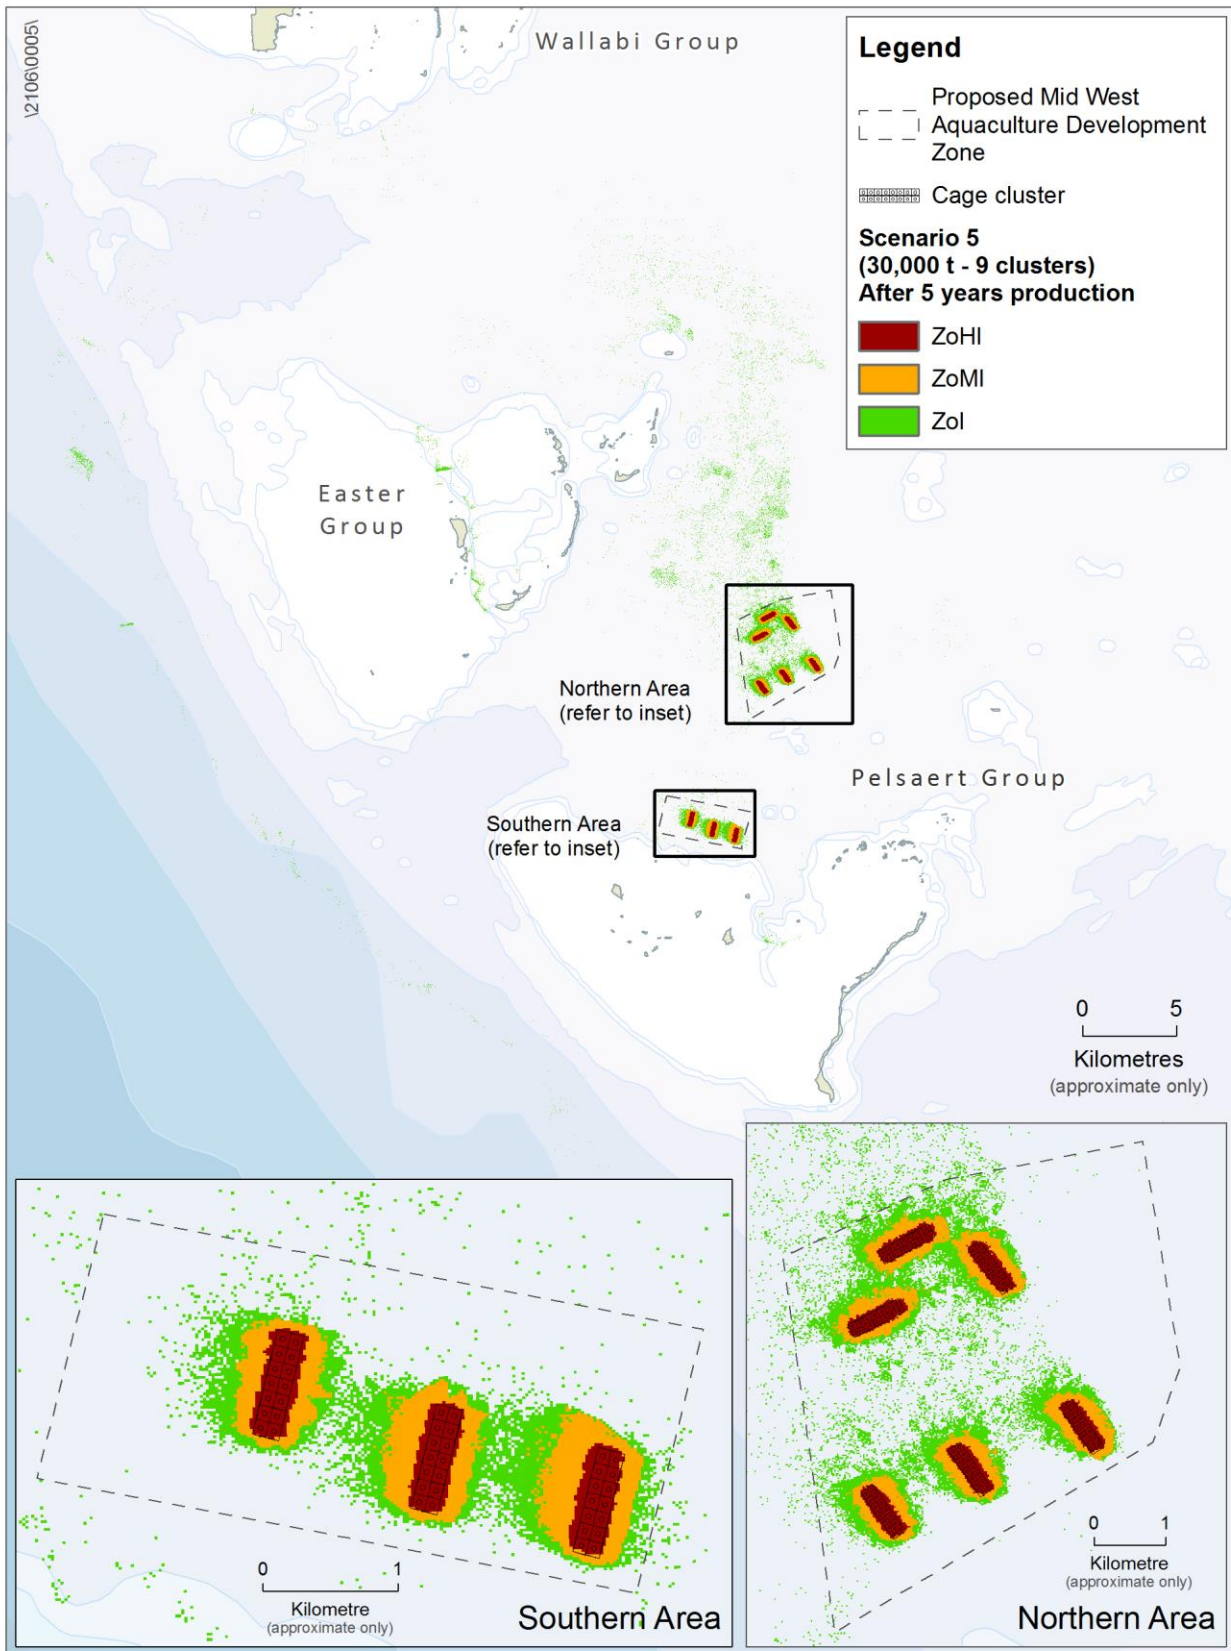 \2106\0005\
Wallabi Group
Legend
Proposed Mid West
Aquaculture Development
Zone
Cage cluster
Scenario 5
(30,000 t - 9 clusters)
After 5 years production
ZoHI
ZoMI
ZoI
Easter
Group
Northern Area
(refer to inset)
Pelsaert Group
Southern Area
(refer to inset)
0 5
Kilometres
(approximate only)
0 1
Kilometre
(approximate only)
Southern Area
0 1
Kilometre
(approximate only)
Northern Area